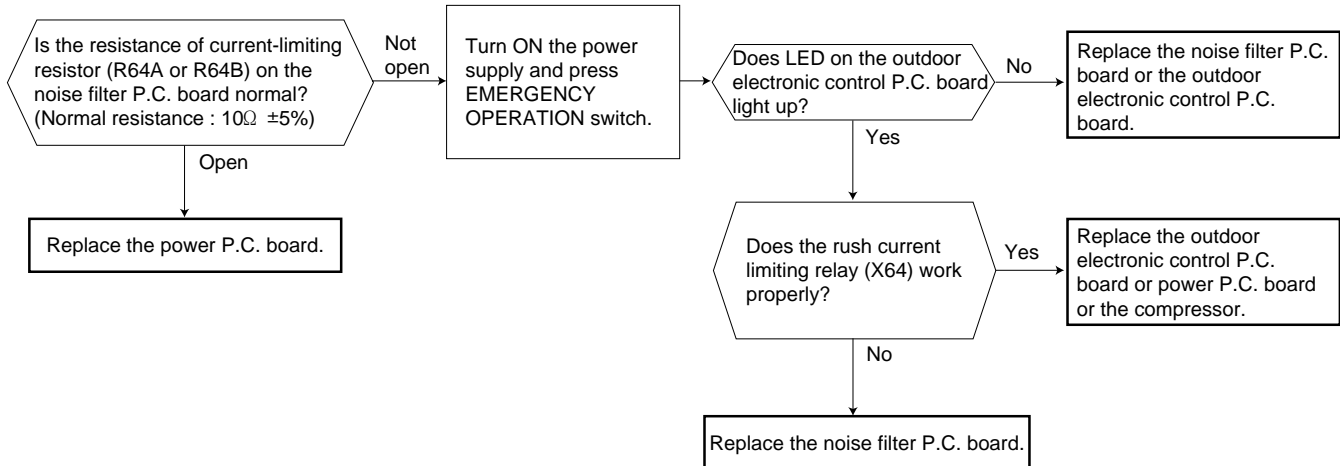 Is the resistance of current-limiting
resistor (R64A or R64B) on the
noise filter P.C. board normal?
(Normal resistance : 10Ω ±5%)
Not
open
Open
Replace the power P.C. board.
Turn ON the power
supply and press
EMERGENCY
OPERATION switch.
Does LED on the outdoor
electronic control P.C. board
light up?
No
Replace the noise filter P.C.
board or the outdoor
electronic control P.C.
board.
Yes
Does the rush current
limiting relay (X64) work
properly?
Yes
Replace the outdoor
electronic control P.C.
board or power P.C. board
or the compressor.
No
Replace the noise filter P.C. board.